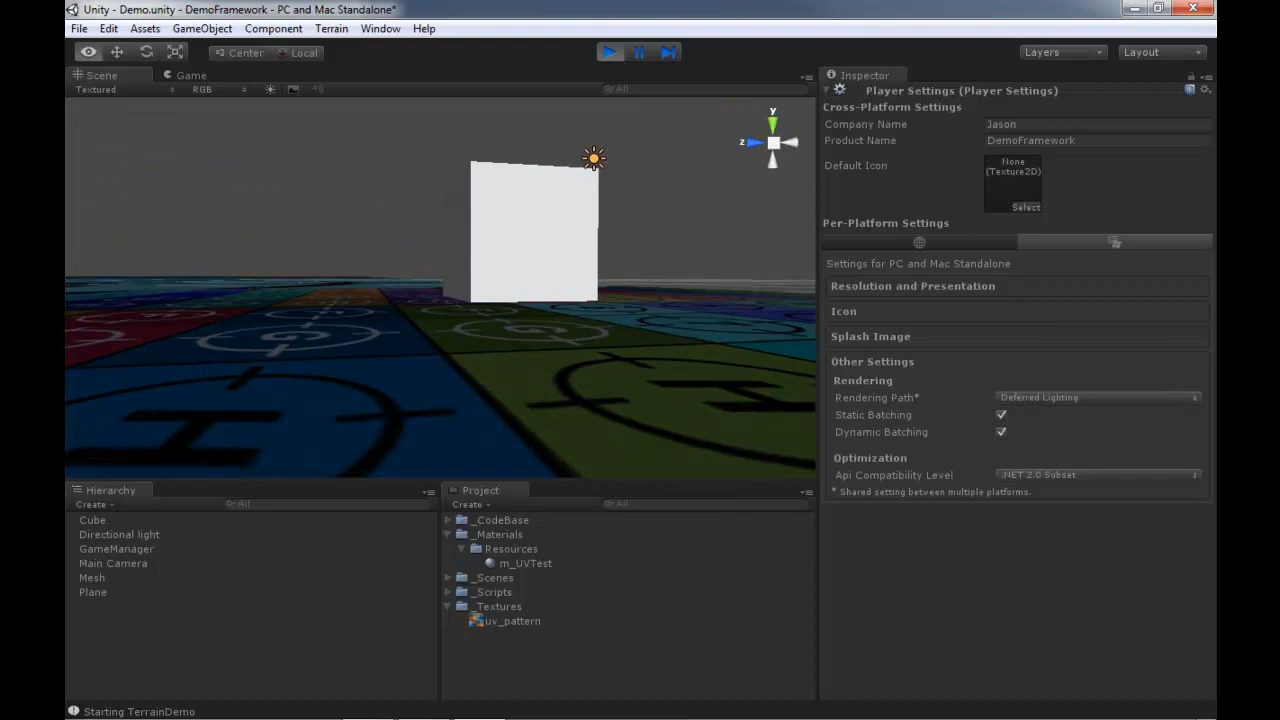 Unity - Demo.unity - DemoFramework - PC and Mac Standalone*
File Edit Assets GameObject Component Terrain Window Help
Center Local Layers Layout
Scene Game
Textured RGB All
y
z
Inspector
Player Settings (Player Settings)
Cross-Platform Settings
Company Name Jason
Product Name DemoFramework
Default Icon None
(Texture2D)
Select
Per-Platform Settings
Settings for PC and Mac Standalone
Resolution and Presentation
Icon
Splash Image
Other Settings
Rendering
Rendering Path* Deferred Lighting
Static Batching
Dynamic Batching
Optimization
Api Compatibility Level .NET 2.0 Subset
* Shared setting between multiple platforms.
Hierarchy
Create All
Cube
Directional light
GameManager
Main Camera
Mesh
Plane
Project
Create All
_CodeBase
_Materials
Resources
m_UVTest
_Scenes
_Scripts
_Textures
uv_pattern
Starting TerrainDemo